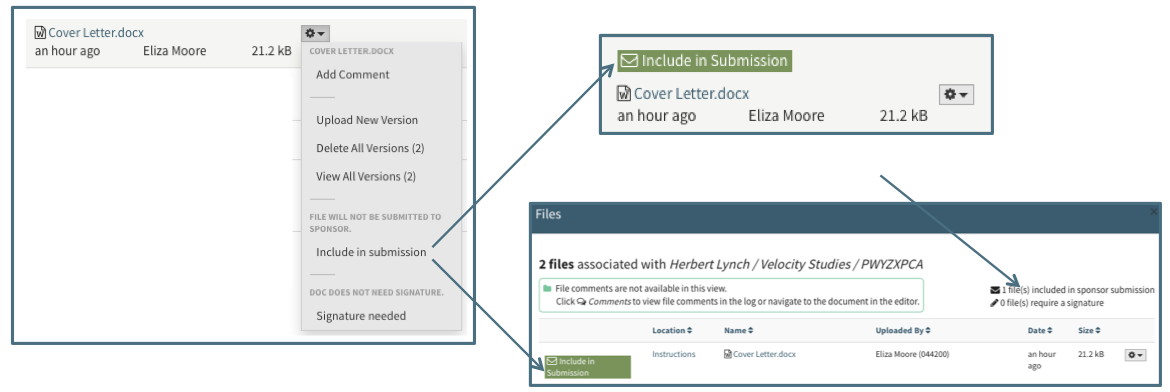 Cover Letter.docx
an hour ago Eliza Moore 21.2 kB
COVER LETTER.DOCX
Add Comment
Upload New Version
Delete All Versions (2)
View All Versions (2)
FILE WILL NOT BE SUBMITTED TO
SPONSOR.
Include in submission
DOC DOES NOT NEED SIGNATURE.
Signature needed
Include in Submission
Cover Letter.docx
an hour ago Eliza Moore 21.2 kB
Files
2 files associated with Herbert Lynch / Velocity Studies / PWYZXPCA
File comments are not available in this view.
Click Comments to view file comments in the log or navigate to the document in the editor.
1 file(s) included in sponsor submission
0 file(s) require a signature
Location Name Uploaded By Date Size
Include in
Submission
Instructions Cover Letter.docx Eliza Moore (044200) an hour 21.2 kB
ago